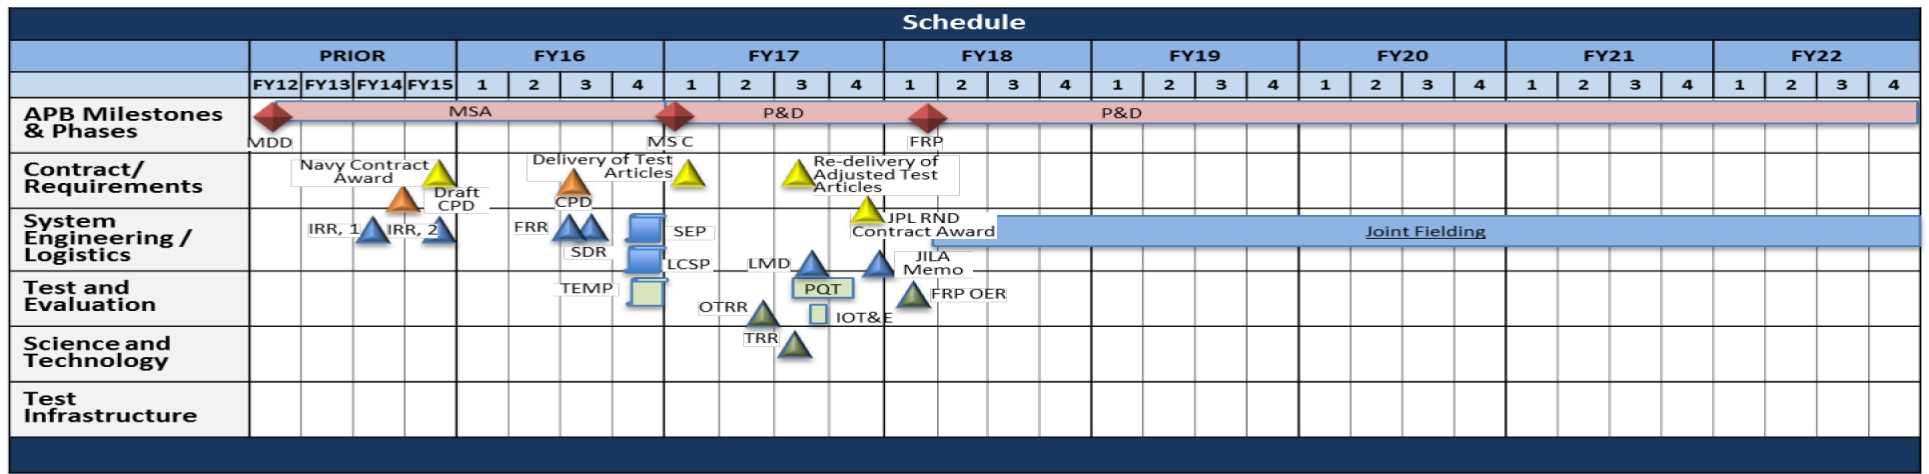 Schedule
PRIOR FY16 FY17 FY18 FY19 FY20 FY21 FY22
FY12 FY13 FY14 FY15 1 2 3 4 1 2 3 4 1 2 3 4 1 2 3 4 1 2 3 4 1 2 3 4 1 2 3 4
APB Milestones
& Phases
MSA
P&D
P&D
MDD
MS C
FRP
Contract/
Requirements
Navy Contract
Award
Draft
CPD
Delivery of Test
Articles
CPD
Re-delivery of
Adjusted Test
Articles
JPL RND
Contract Award
System
Engineering /
Logistics
IRR, 1
IRR, 2
FRR
SDR
SEP
LCSP
LMD
JILA
Memo
Joint Fielding
Test and
Evaluation
TEMP
OTRR
PQT
IOT&E
FRP OER
Science and
Technology
TRR
Test
Infrastructure